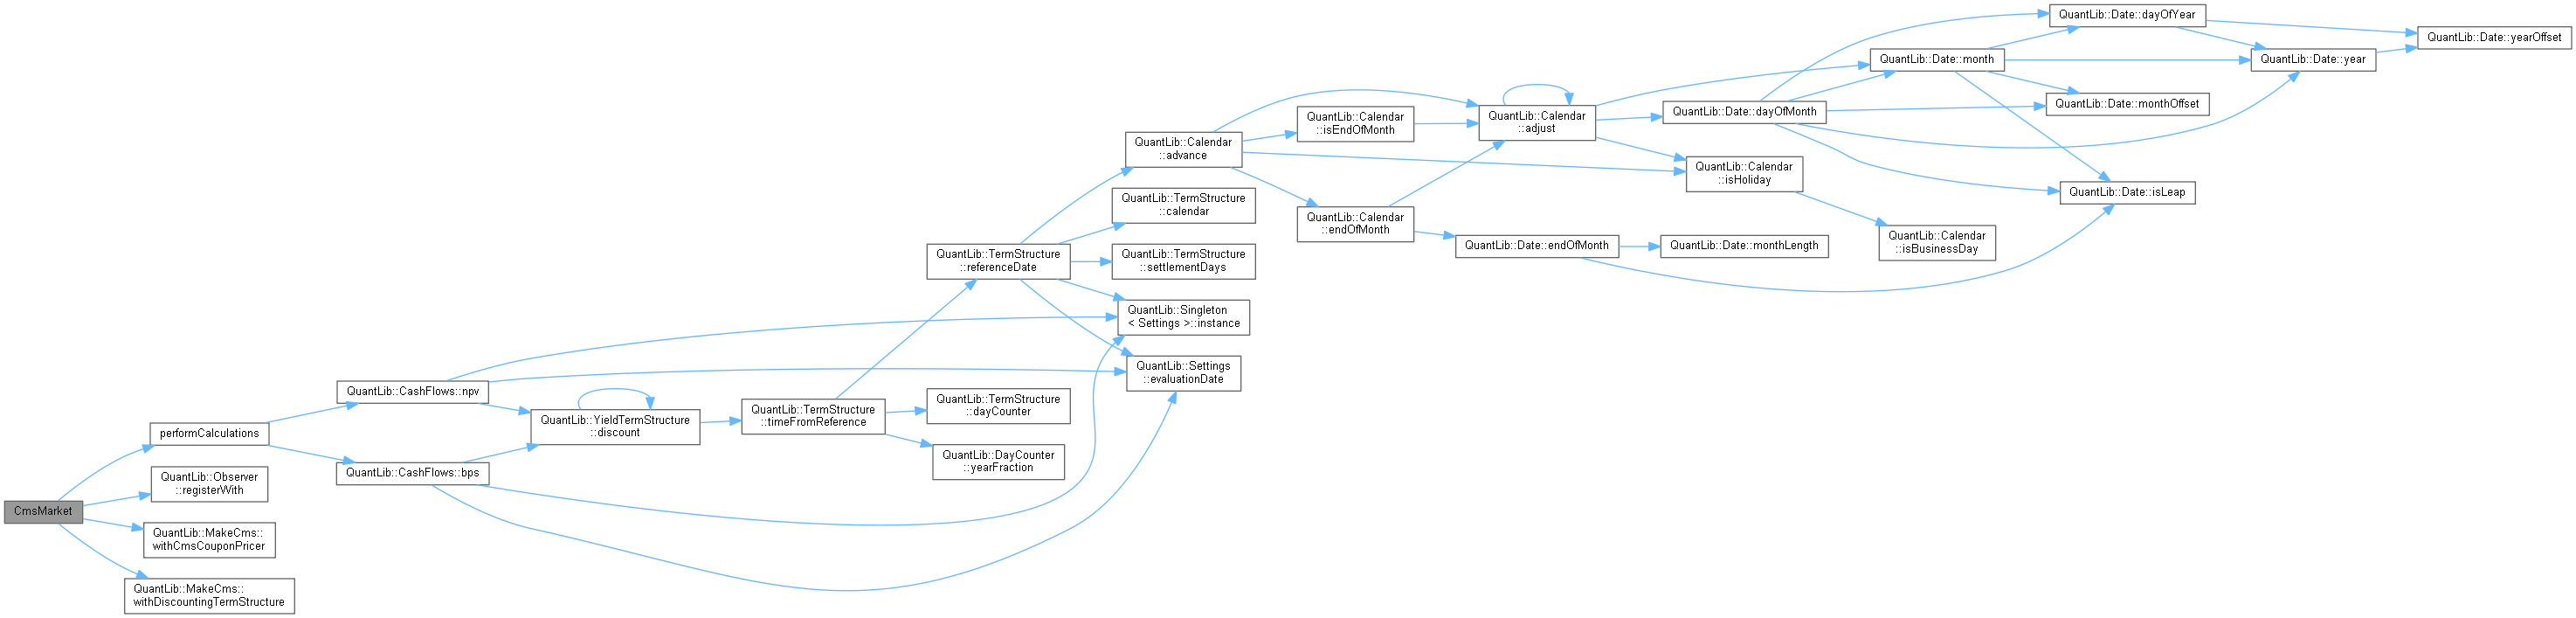 CmsMarket
performCalculations
QuantLib::Observer
::registerWith
QuantLib::MakeCms::
withCmsCouponPricer
QuantLib::MakeCms::
withDiscountingTermStructure
QuantLib::CashFlows::npv
QuantLib::CashFlows::bps
QuantLib::YieldTermStructure
::discount
QuantLib::TermStructure
::timeFromReference
QuantLib::TermStructure
::referenceDate
QuantLib::TermStructure
::dayCounter
QuantLib::DayCounter
::yearFraction
QuantLib::Calendar
::advance
QuantLib::TermStructure
::calendar
QuantLib::TermStructure
::settlementDays
QuantLib::Singleton
< Settings >::instance
QuantLib::Settings
::evaluationDate
QuantLib::Calendar
::isEndOfMonth
QuantLib::Calendar
::endOfMonth
QuantLib::Calendar
::adjust
QuantLib::Date::endOfMonth
QuantLib::Date::dayOfMonth
QuantLib::Calendar
::isHoliday
QuantLib::Date::monthLength
QuantLib::Date::month
QuantLib::Calendar
::isBusinessDay
QuantLib::Date::dayOfYear
QuantLib::Date::monthOffset
QuantLib::Date::isLeap
QuantLib::Date::year
QuantLib::Date::yearOffset